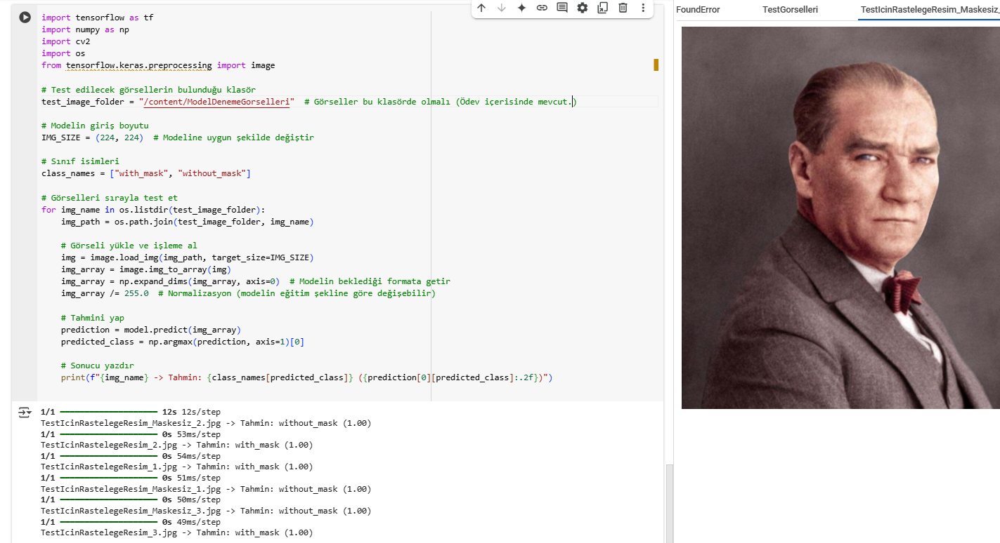 import tensorflow as tf
import numpy as np
import cv2
import os
from tensorflow.keras.preprocessing import image
# Test edilecek görsellerin bulunduğu klasör
test_image_folder = "/content/ModelDenemeGorselleri"  # Görseller bu klasörde olmalı (Ödev içerisinde mevcut.)
# Modelin giriş boyutu
IMG_SIZE = (224, 224)  # Modeline uygun şekilde değiştir
# Sınıf isimleri
class_names = ["with_mask", "without_mask"]
# Görselleri sırayla test et
for img_name in os.listdir(test_image_folder):
    img_path = os.path.join(test_image_folder, img_name)
    # Görseli yükle ve işleme al
    img = image.load_img(img_path, target_size=IMG_SIZE)
    img_array = image.img_to_array(img)
    img_array = np.expand_dims(img_array, axis=0)  # Modelin beklediği formata getir
    img_array /= 255.0  # Normalizasyon (modelin eğitim şekline göre değişebilir)
    # Tahmini yap
    prediction = model.predict(img_array)
    predicted_class = np.argmax(prediction, axis=1)[0]
    # Sonucu yazdır
    print(f"{img_name} -> Tahmin: {class_names[predicted_class]} ({prediction[0][predicted_class]:.2f})")
1/1 12s 12s/step
TestIcinRastelegeResim_Maskesiz_2.jpg -> Tahmin: without_mask (1.00)
1/1 0s 53ms/step
TestIcinRastelegeResim_2.jpg -> Tahmin: with_mask (1.00)
1/1 0s 54ms/step
TestIcinRastelegeResim_1.jpg -> Tahmin: with_mask (1.00)
1/1 0s 51ms/step
TestIcinRastelegeResim_Maskesiz_1.jpg -> Tahmin: without_mask (1.00)
1/1 0s 50ms/step
TestIcinRastelegeResim_Maskesiz_3.jpg -> Tahmin: without_mask (1.00)
1/1 0s 49ms/step
TestIcinRastelegeResim_3.jpg -> Tahmin: with_mask (1.00)
FoundError
TestGorselleri
TestIcinRastelegeResim_Maskesiz_